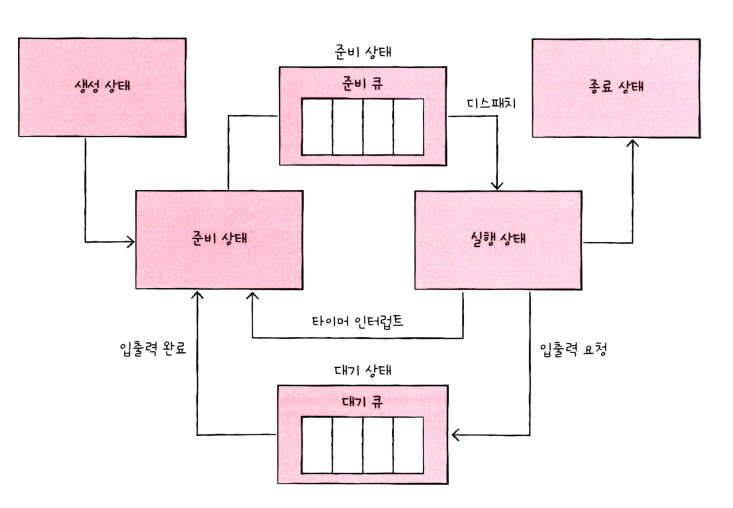 준비 상태
생성 상태
준비 큐
종료 상태
디스패치
준비 상태
실행 상태
타이머 인터럽트
입출력 완료
입출력 요청
대기 상태
대기 큐